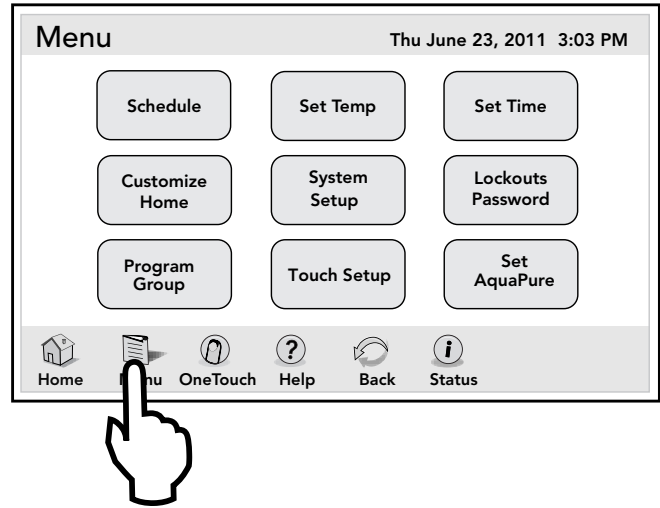 Menu
Thu June 23, 2011 3:03 PM
Schedule
Set Temp
Set Time
Customize
Home
System
Setup
Lockouts
Password
Program
Group
Touch Setup
Set
AquaPure
?
i
Home
Menu
OneTouch
Help
Back
Status